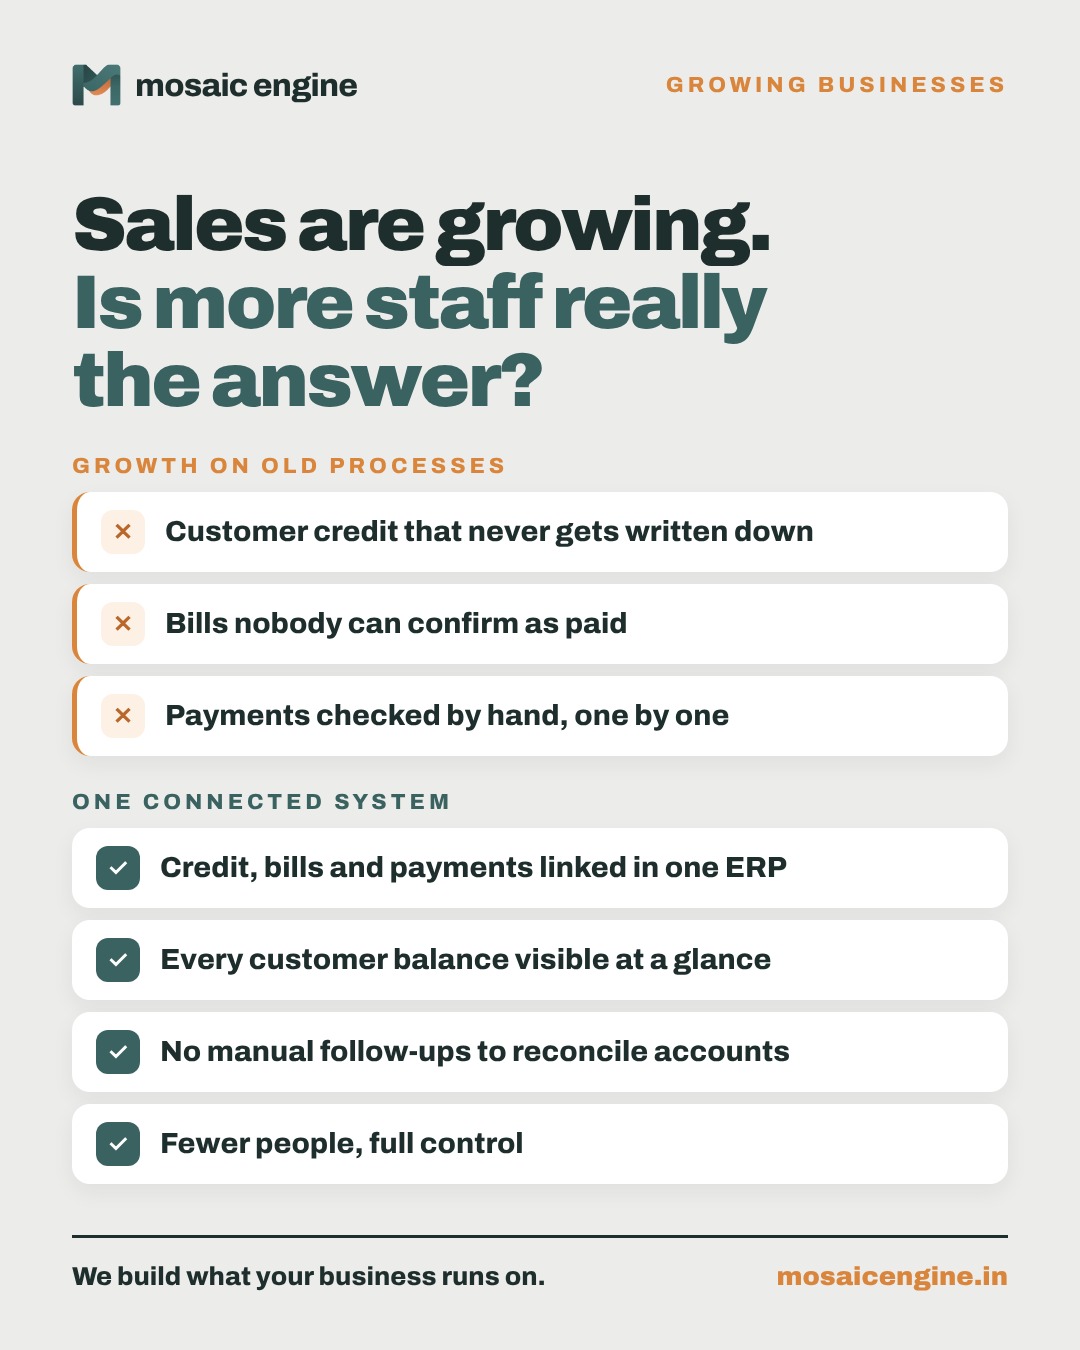 mosaic engine
GROWING BUSINESSES
Sales are growing.
Is more staff really
the answer?
GROWTH ON OLD PROCESSES
Customer credit that never gets written down
Bills nobody can confirm as paid
Payments checked by hand, one by one
ONE CONNECTED SYSTEM
Credit, bills and payments linked in one ERP
Every customer balance visible at a glance
No manual follow-ups to reconcile accounts
Fewer people, full control
We build what your business runs on.
mosaicengine.in